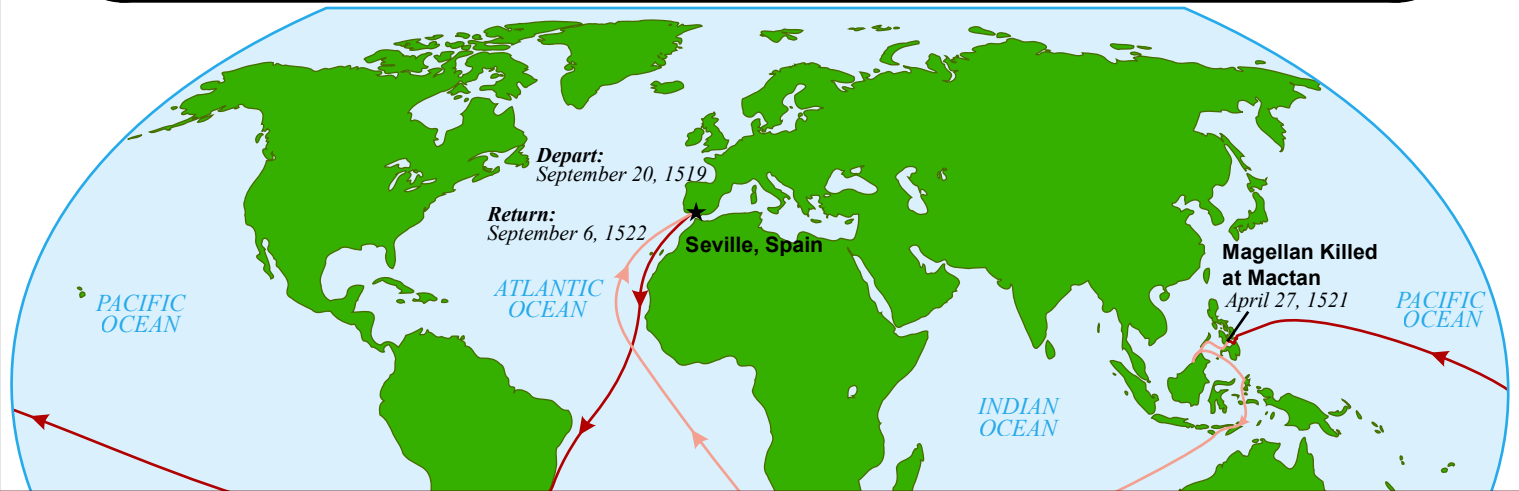 Depart:
September 20, 1519
Return:
September 6, 1522
Seville, Spain
Magellan Killed
at Mactan
April 27, 1521
PACIFIC
OCEAN
ATLANTIC
OCEAN
PACIFIC
OCEAN
INDIAN
OCEAN